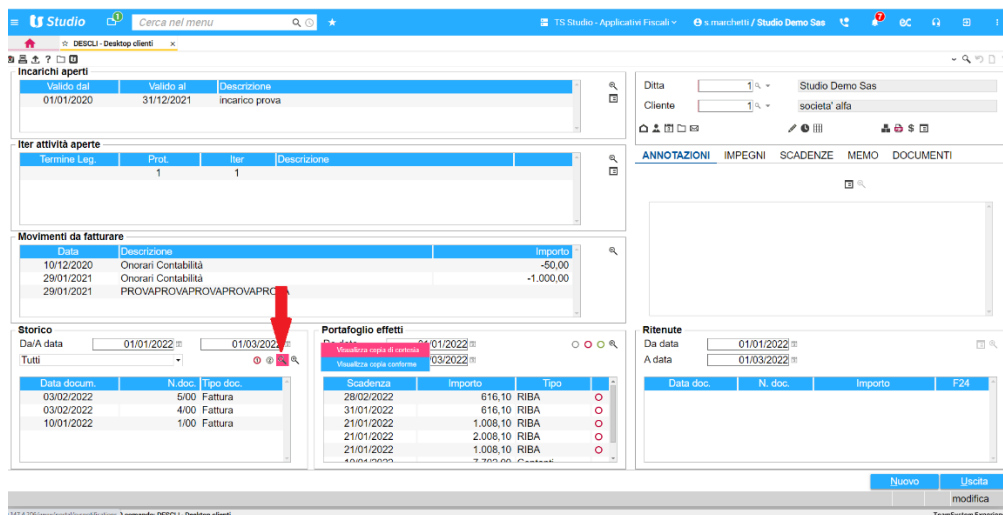 Studio 1 Cerca nel menu TS Studio - Applicativi Fiscali s.marchetti / Studio Demo Sas 7
DESCLI - Desktop clienti ×
?
Incarichi aperti
Valido dal Valido al Descrizione
01/01/2020 31/12/2021 incarico prova
Ditta 1 Studio Demo Sas
Cliente 1 societa' alfa
$
Iter attività aperte
Termine Leg. Prot. Iter Descrizione
1 1
ANNOTAZIONI IMPEGNI SCADENZE MEMO DOCUMENTI
Movimenti da fatturare
Data Descrizione Importo
10/12/2020 Onorari Contabilità -50,00
29/01/2021 Onorari Contabilità -1.000,00
29/01/2021
Storico
Da/A data 01/01/2022 01/03/2022
Tutti
Data docum. N.doc. Tipo doc.
03/02/2022 5/00 Fattura
03/02/2022 4/00 Fattura
10/01/2022 1/00 Fattura
Portafoglio effetti
01/2022
Visualizza copia di cortesia
Visualizza copia conforme
03/2022
Scadenza Importo Tipo
28/02/2022 616,10 RIBA
31/01/2022 616,10 RIBA
21/01/2022 1.008,10 RIBA
21/01/2022 2.008,10 RIBA
21/01/2022 1.008,10 RIBA
Ritenute
Da data 01/01/2022
A data 01/03/2022
Data doc. N. doc. Importo F24
Nuovo Uscita
modifica
comando: DESCLI - Desktop clienti